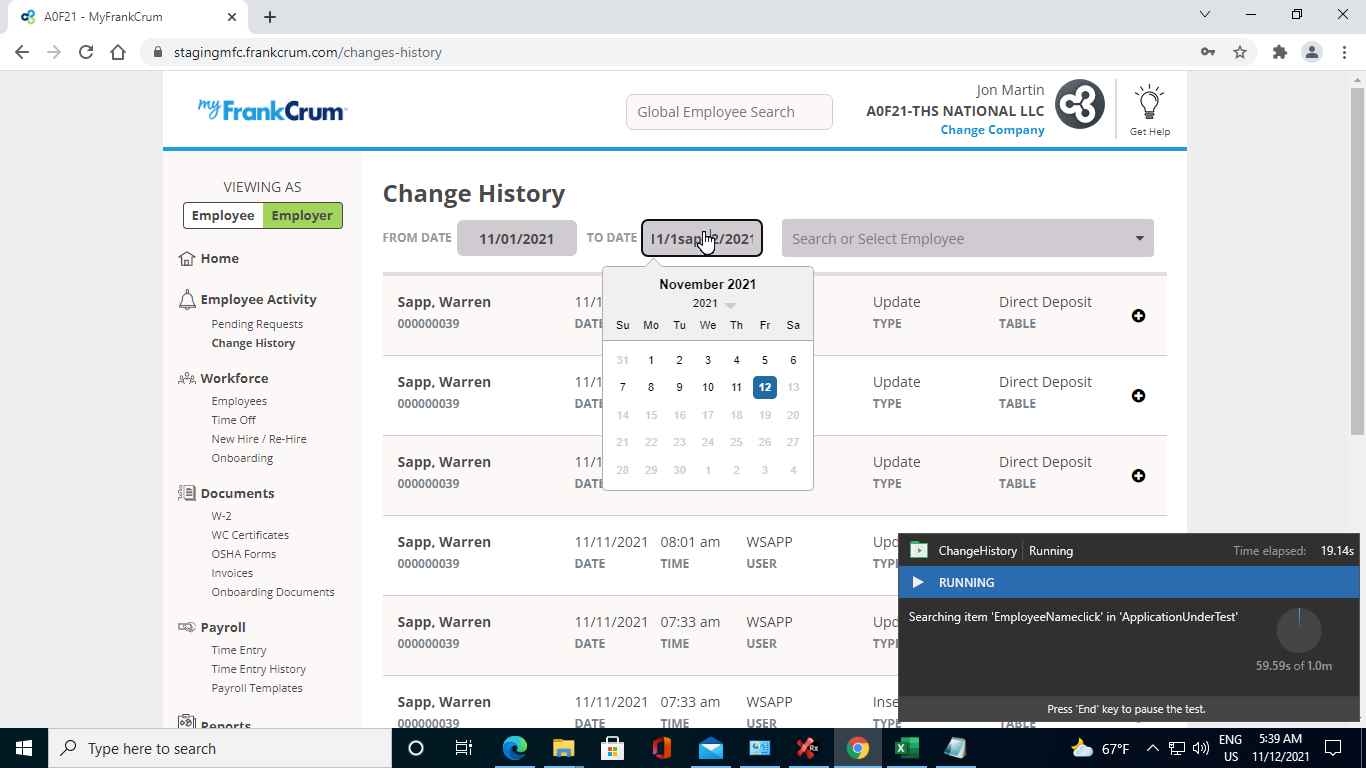 A0F21 - MyFrankCrum
stagingmfc.frankcrum.com/changes-history
myFrankCrum
Global Employee Search
Jon Martin
A0F21-THS NATIONAL LLC
Change Company
Get Help
VIEWING AS
Employee Employer
Home
Employee Activity
Pending Requests
Change History
Workforce
Employees
Time Off
New Hire / Re-Hire
Onboarding
Documents
W-2
WC Certificates
OSHA Forms
Invoices
Onboarding Documents
Payroll
Time Entry
Time Entry History
Payroll Templates
Reports
Change History
FROM DATE 11/01/2021 TO DATE Search or Select Employee
November 2021
2021
Su Mo Tu We Th Fr Sa
31 1 2 3 4 5 6
7 8 9 10 11 12 13
14 15 16 17 18 19 20
21 22 23 24 25 26 27
28 29 30 1 2 3 4
Sapp, Warren 11/1 Update Direct Deposit
000000039 DATE TYPE TABLE
Sapp, Warren 11/1 Update Direct Deposit
000000039 DATE TYPE TABLE
Sapp, Warren 11/1 Update Direct Deposit
000000039 DATE TYPE TABLE
Sapp, Warren 11/11/2021 08:01 am WSAPP
000000039 DATE TIME USER
Sapp, Warren 11/11/2021 07:33 am WSAPP
000000039 DATE TIME USER
Sapp, Warren 11/11/2021 07:33 am WSAPP
000000039 DATE TIME USER
ChangeHistory Running Time elapsed: 19.14s
RUNNING
Searching item 'EmployeeNameclick' in 'ApplicationUnderTest'
59.59s of 1.0m
Press 'End' key to pause the test.
Type here to search
67°F
ENG
US
5:39 AM
11/12/2021